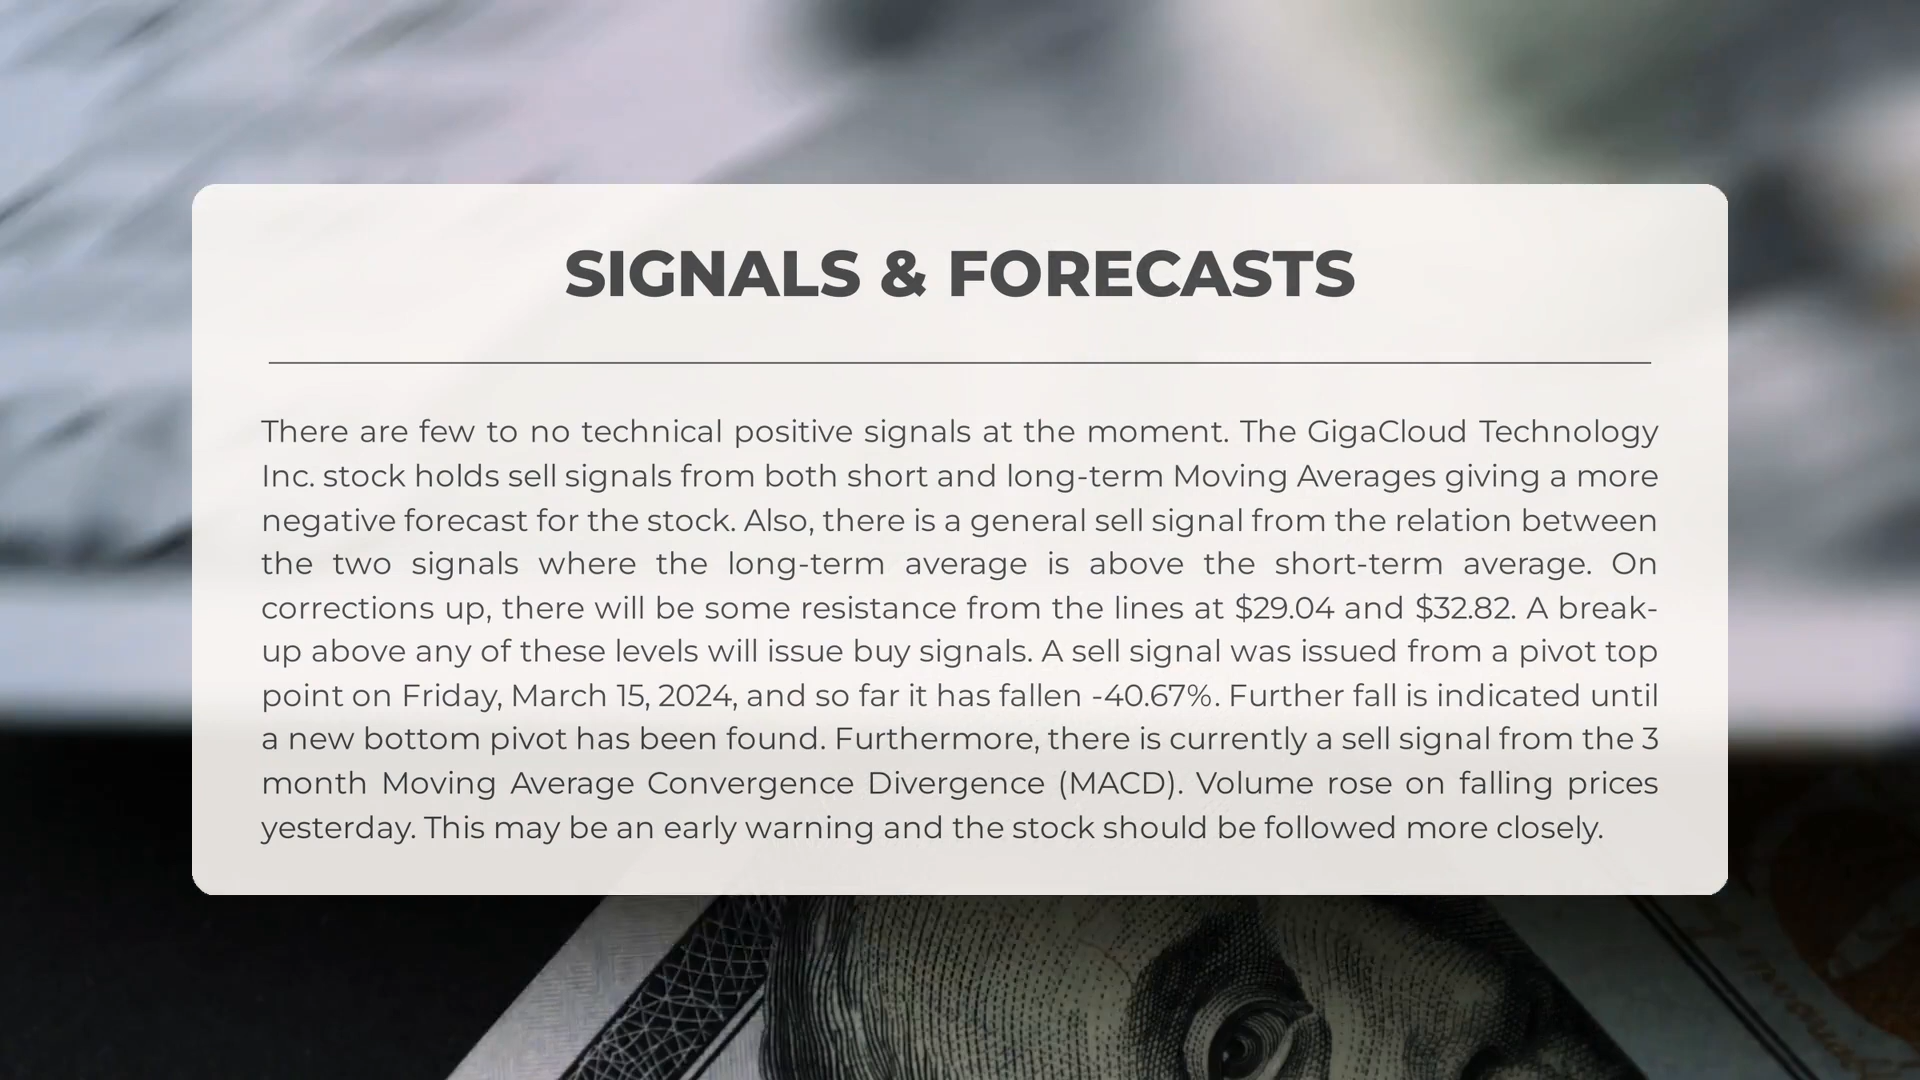 SIGNALS & FORECASTS
There are few to no technical positive signals at the moment. The GigaCloud Technology
Inc. stock holds sell signals from both short and long-term Moving Averages giving a more
negative forecast for the stock. Also, there is a general sell signal from the relation between
the two signals where the long-term average is above the short-term average. On
corrections up, there will be some resistance from the lines at $29.04 and $32.82. A break-
up above any of these levels will issue buy signals. A sell signal was issued from a pivot top
point on Friday, March 15, 2024, and so far it has fallen -40.67%. Further fall is indicated until
a new bottom pivot has been found. Furthermore, there is currently a sell signal from the 3
month Moving Average Convergence Divergence (MACD). Volume rose on falling prices
yesterday. This may be an early warning and the stock should be followed more closely.